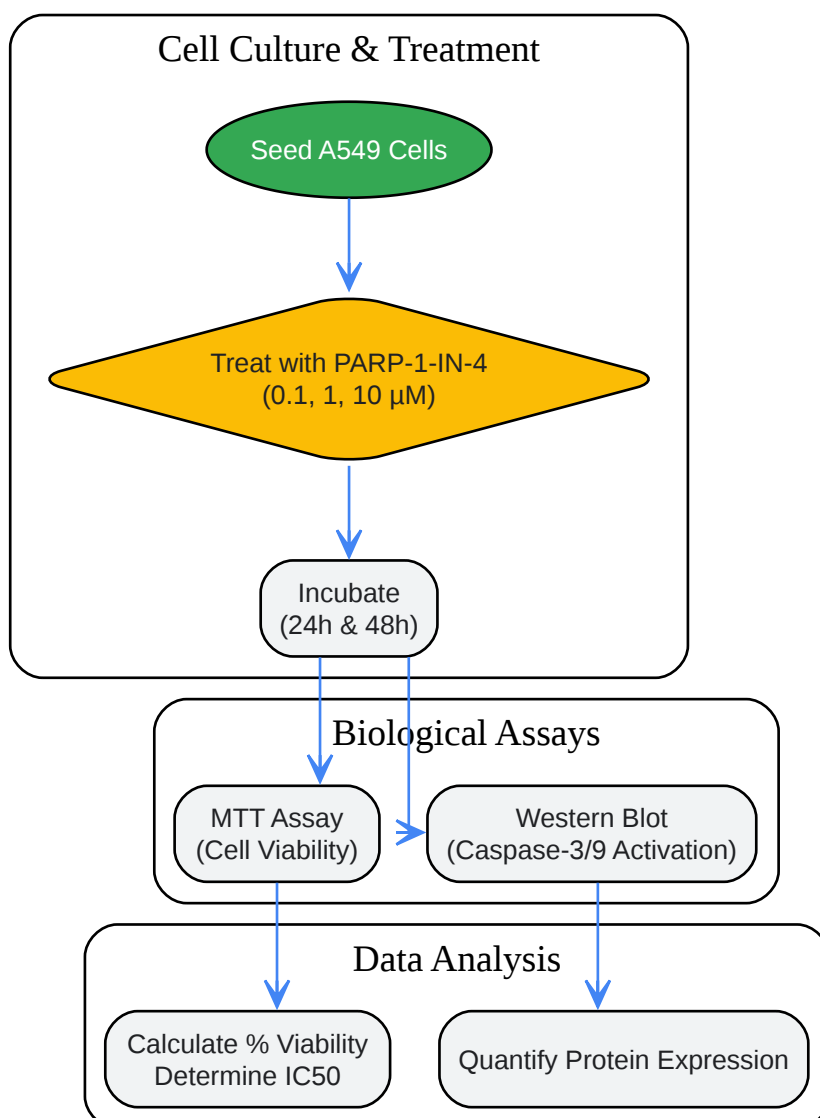 Cell Culture & Treatment
Seed A549 Cells
Treat with PARP-1-IN-4
(0.1, 1, 10 µM)
Incubate
(24h & 48h)
Biological Assays
MTT Assay
(Cell Viability)
Western Blot
(Caspase-3/9 Activation)
Data Analysis
Calculate % Viability
Determine IC50
Quantify Protein Expression